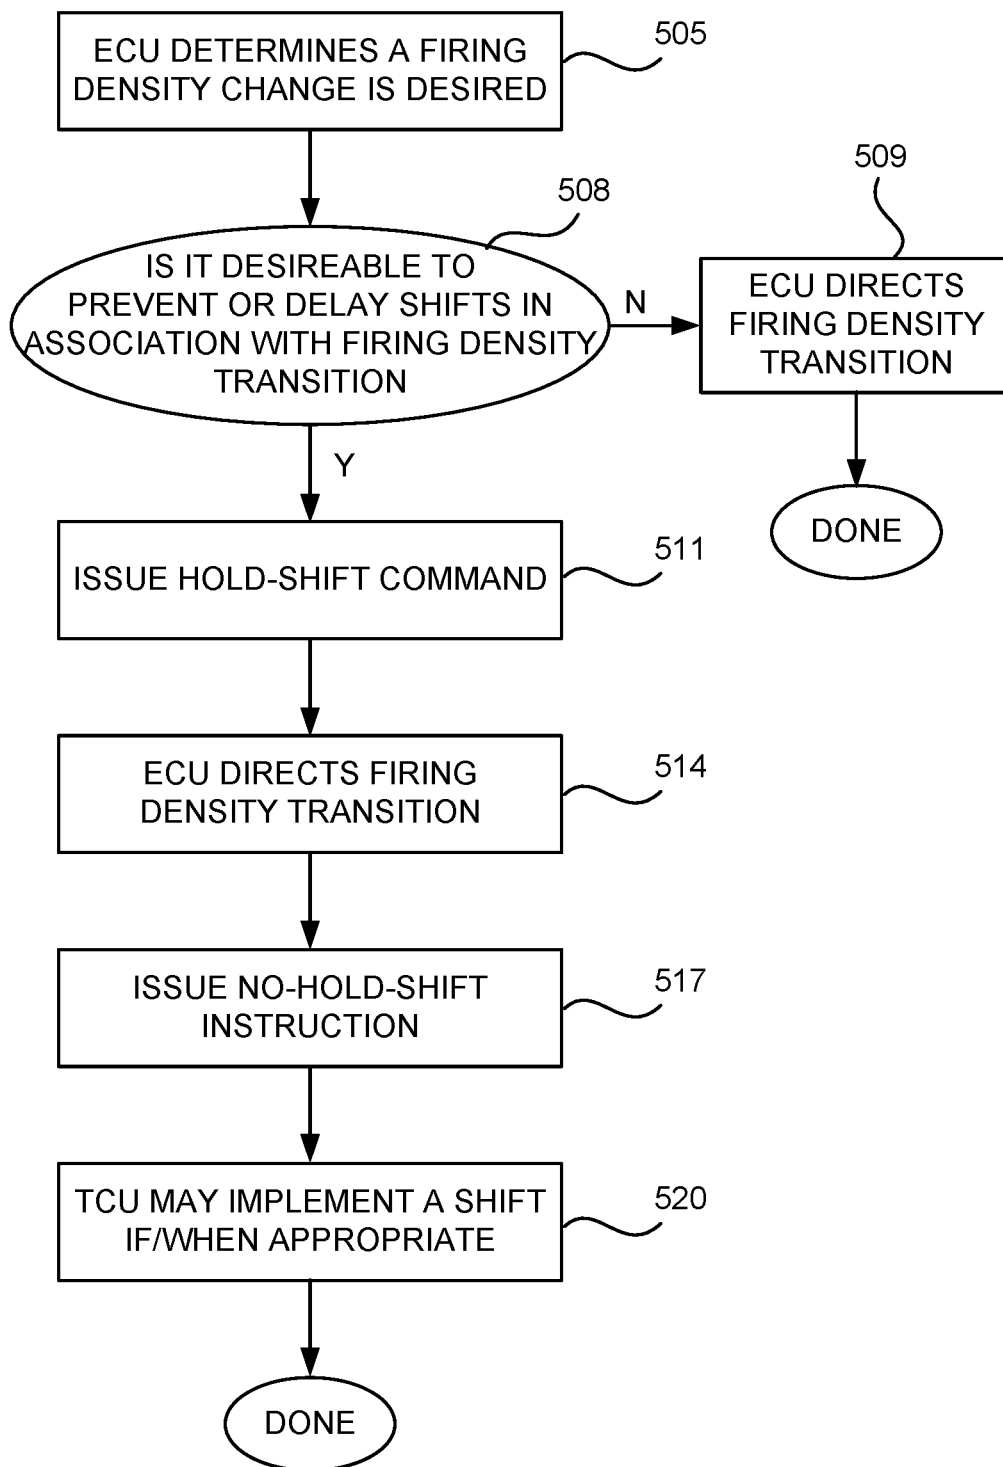 ECU DETERMINES A FIRING
DENSITY CHANGE IS DESIRED
505
508
IS IT DESIREABLE TO
PREVENT OR DELAY SHIFTS IN
ASSOCIATION WITH FIRING DENSITY
TRANSITION
N
509
ECU DIRECTS
FIRING DENSITY
TRANSITION
DONE
Y
ISSUE HOLD-SHIFT COMMAND
511
ECU DIRECTS FIRING
DENSITY TRANSITION
514
ISSUE NO-HOLD-SHIFT
INSTRUCTION
517
TCU MAY IMPLEMENT A SHIFT
IF/WHEN APPROPRIATE
520
DONE